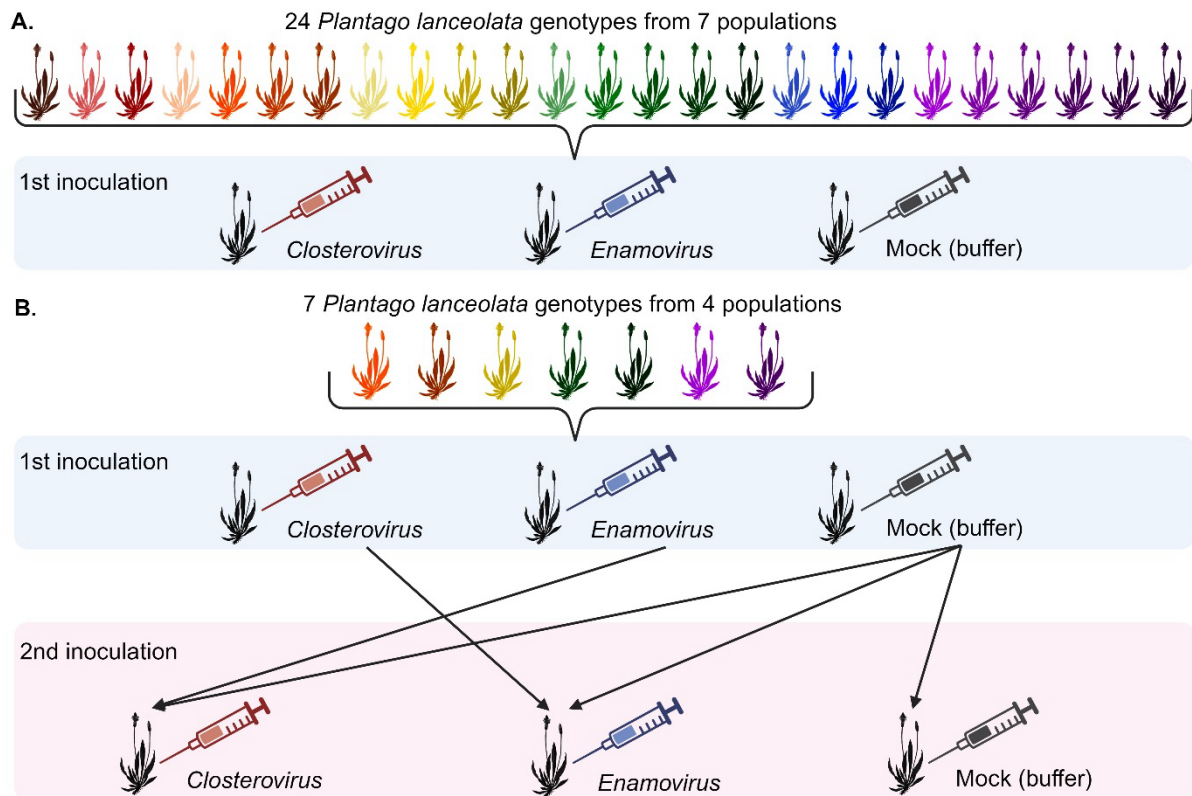 A.
24 Plantago lanceolata genotypes from 7 populations
1st inoculation
Closterovirus
Enamovirus
Mock (buffer)
B.
7 Plantago lanceolata genotypes from 4 populations
1st inoculation
Closterovirus
Enamovirus
Mock (buffer)
2nd inoculation
Closterovirus
Enamovirus
Mock (buffer)